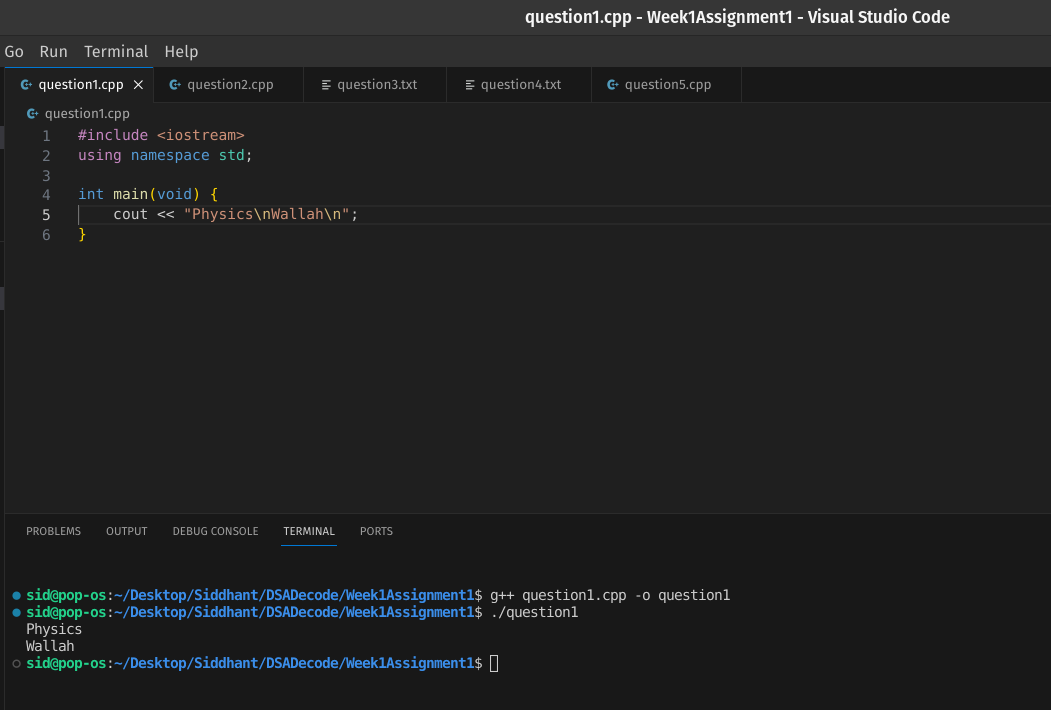 question1.cpp - Week1Assignment1 - Visual Studio Code
Go Run Terminal Help
question1.cpp question2.cpp question3.txt question4.txt question5.cpp
question1.cpp
1 #include <iostream>
2 using namespace std;
3
4 int main(void) {
5     cout << "Physics\nWallah\n";
6 }
PROBLEMS OUTPUT DEBUG CONSOLE TERMINAL PORTS
sid@pop-os:~/Desktop/Siddhant/DSADecode/Week1Assignment1$ g++ question1.cpp -o question1
sid@pop-os:~/Desktop/Siddhant/DSADecode/Week1Assignment1$ ./question1
Physics
Wallah
sid@pop-os:~/Desktop/Siddhant/DSADecode/Week1Assignment1$